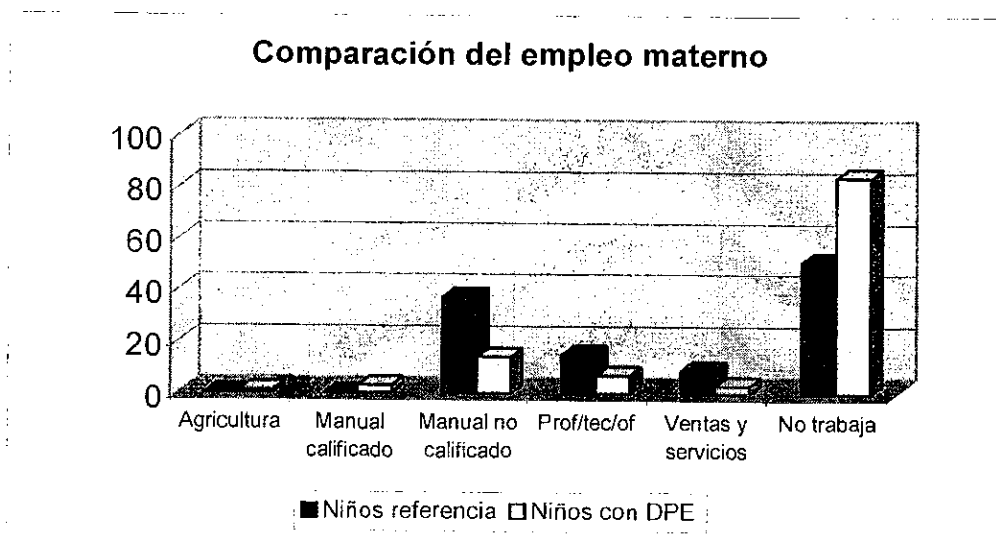 Comparación del empleo materno
100
80
60
40
20
0
Agricultura
Manual
calificado
Manual no
calificado
Prof/tec/of
Ventas y
servicios
No trabaja
Niños referencia Niños con DPE